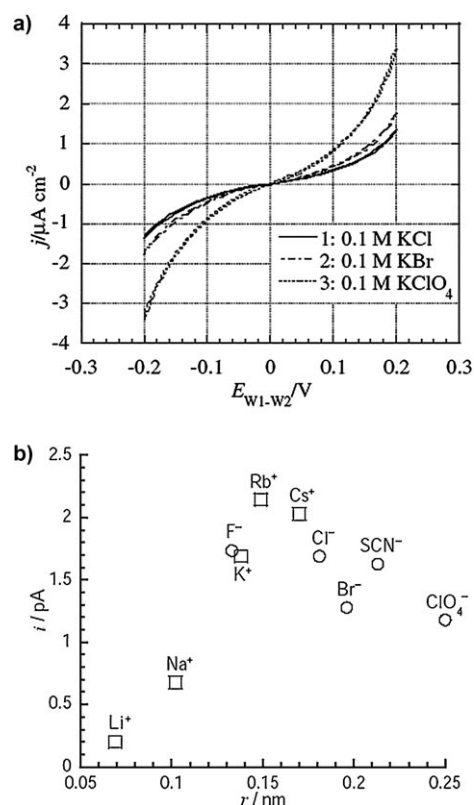 a)
4
3
2
1
0
-1
-2
-3
-4
j/μA cm⁻²
1: 0.1 M KCl
2: 0.1 M KBr
3: 0.1 M KClO₄
-0.3 -0.2 -0.1 0 0.1 0.2 0.3
E_W1-W2/V
b)
2.5
2
1.5
1
0.5
0
i/pA
Rb⁺
Cs⁺
F⁻
K⁺
Cl⁻
SCN⁻
Br⁻
ClO₄⁻
Na⁺
Li⁺
0.05 0.1 0.15 0.2 0.25
r/nm